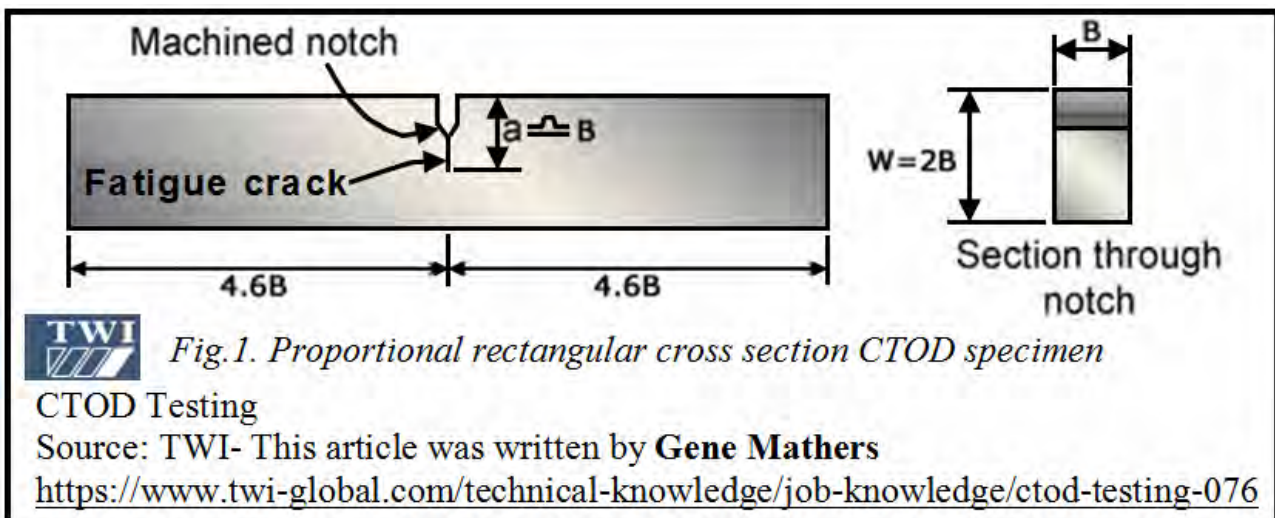 Machined notch
B
a ≏ B
Fatigue crack
W=2B
4.6B
4.6B
Section through
notch
TWI
Fig.1. Proportional rectangular cross section CTOD specimen
CTOD Testing
Source: TWI- This article was written by Gene Mathers
https://www.twi-global.com/technical-knowledge/job-knowledge/ctod-testing-076